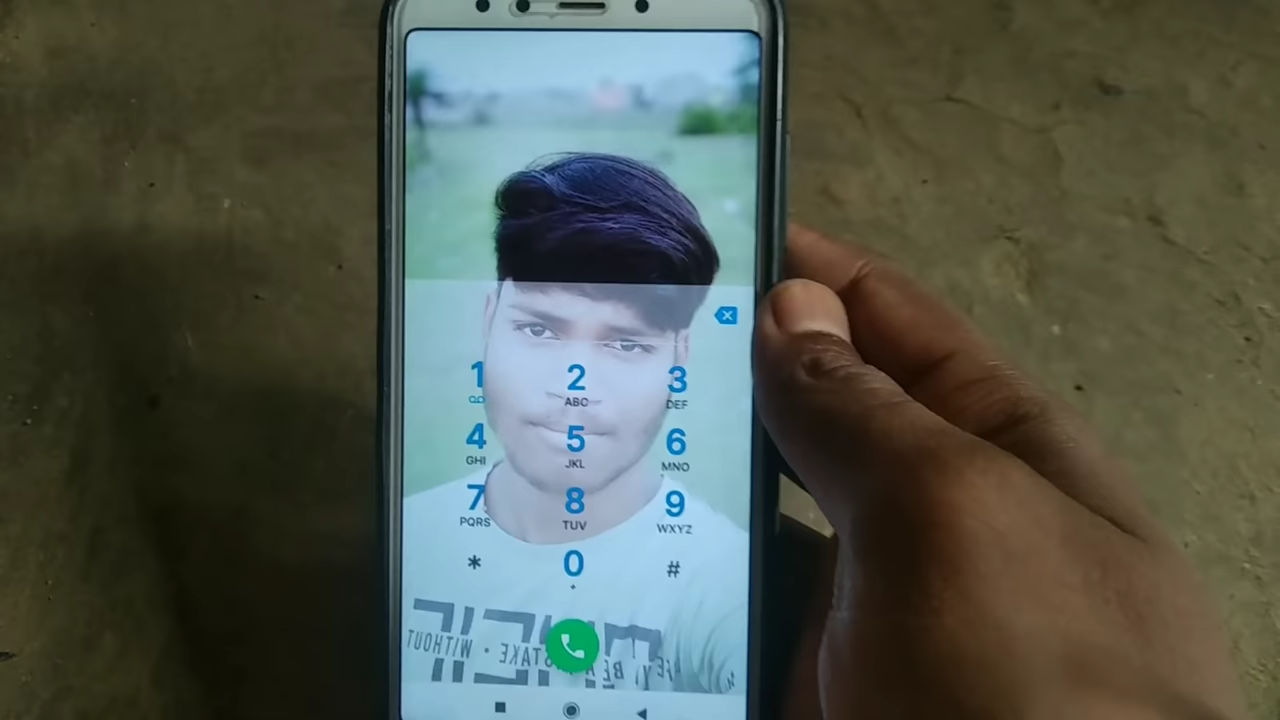 1 2 3
ABC DEF
4 5 6
GHI JKL MNO
7 8 9
PQRS TUV WXYZ
* 0 #
+
WITHOUT